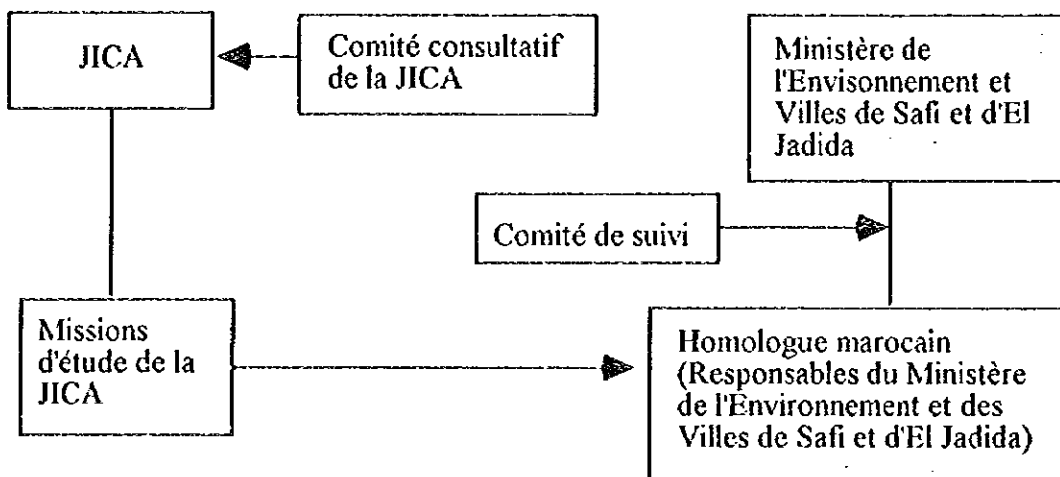 JICA
Comité consultatif
de la JICA
Ministère de
l'Envisonnement et
Villes de Safi et d'El
Jadida
Comité de suivi
Missions
d'étude de la
JICA
Homologue marocain
(Responsables du Ministère
de l'Environnement et des
Villes de Safi et d'El Jadida)